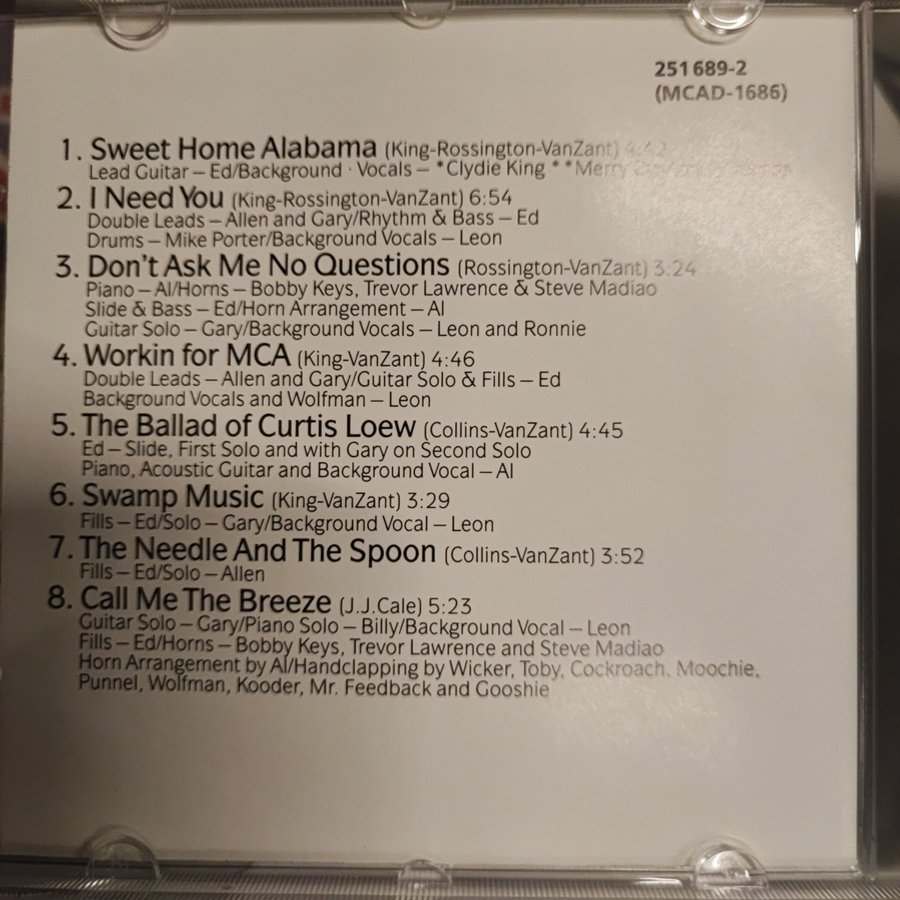 251 689-2
(MCAD-1686)
1. Sweet Home Alabama (King-Rossington-VanZant) 4:42
Lead Guitar – Ed/Background · Vocals – *Clydie King **Merry
2. I Need You (King-Rossington-VanZant) 6:54
Double Leads – Allen and Gary/Rhythm & Bass – Ed
Drums – Mike Porter/Background Vocals – Leon
3. Don't Ask Me No Questions (Rossington-VanZant) 3:24
Piano – Al/Horns – Bobby Keys, Trevor Lawrence & Steve Madiao
Slide & Bass – Ed/Horn Arrangement – Al
Guitar Solo – Gary/Background Vocals – Leon and Ronnie
4. Workin for MCA (King-VanZant) 4:46
Double Leads – Allen and Gary/Guitar Solo & Fills – Ed
Background Vocals and Wolfman – Leon
5. The Ballad of Curtis Loew (Collins-VanZant) 4:45
Ed – Slide, First Solo and with Gary on Second Solo
Piano, Acoustic Guitar and Background Vocal – Al
6. Swamp Music (King-VanZant) 3:29
Fills – Ed/Solo – Gary/Background Vocal – Leon
7. The Needle And The Spoon (Collins-VanZant) 3:52
Fills – Ed/Solo – Allen
8. Call Me The Breeze (J.J.Cale) 5:23
Guitar Solo – Gary/Piano Solo – Billy/Background Vocal – Leon
Fills – Ed/Horns – Bobby Keys, Trevor Lawrence and Steve Madiao
Horn Arrangement by Al/Handclapping by Wicker, Toby, Cockroach, Moochie,
Punnel, Wolfman, Kooder, Mr. Feedback and Gooshie